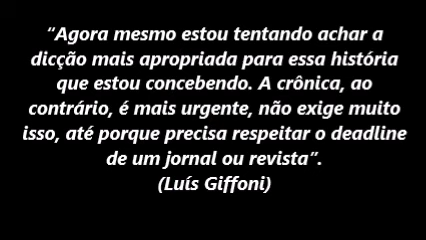 “Agora mesmo estou tentando achar a
dicção mais apropriada para essa história
que estou concebendo. A crônica, ao
contrário, é mais urgente, não exige muito
isso, até porque precisa respeitar o deadline
de um jornal ou revista”.
(Luís Giffoni)